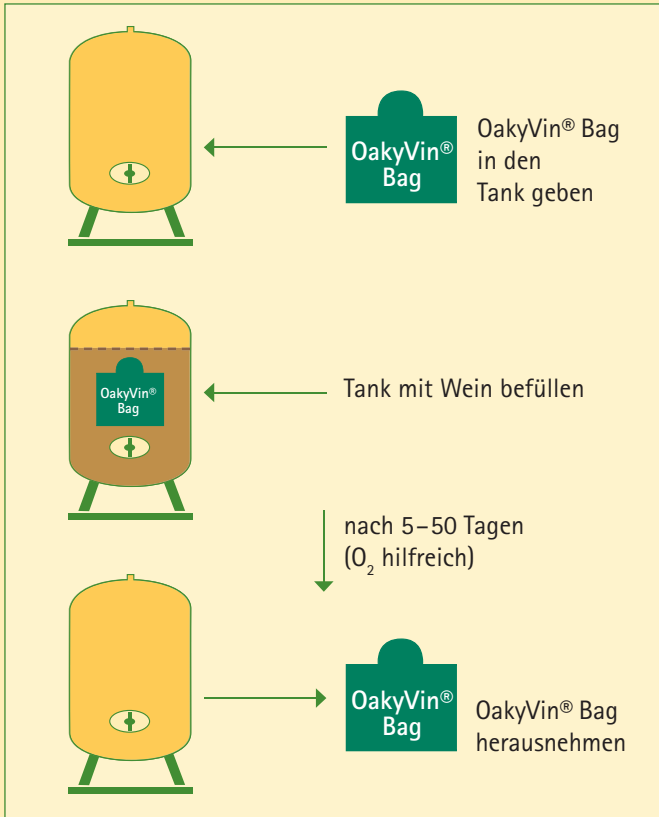 OakyVin® Bag
OakyVin® Bag
in den
Tank geben
OakyVin®
Bag
Tank mit Wein befüllen
nach 5–50 Tagen
(O₂ hilfreich)
OakyVin®
Bag
OakyVin® Bag
herausnehmen